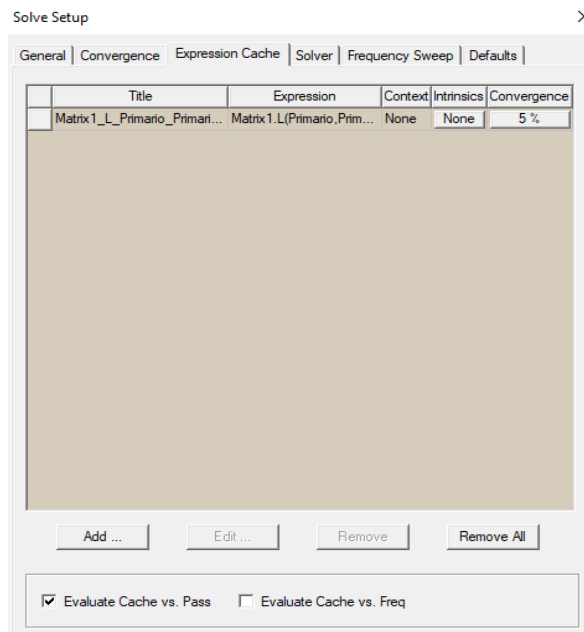 Solve Setup
General Convergence Expression Cache Solver Frequency Sweep Defaults
Title Expression Context Intrinsics Convergence
Matrix1_L_Primario_Primari... Matrix1.L(Primario,Prim... None None 5 %
Add ... Edit ... Remove Remove All
Evaluate Cache vs. Pass Evaluate Cache vs. Freq